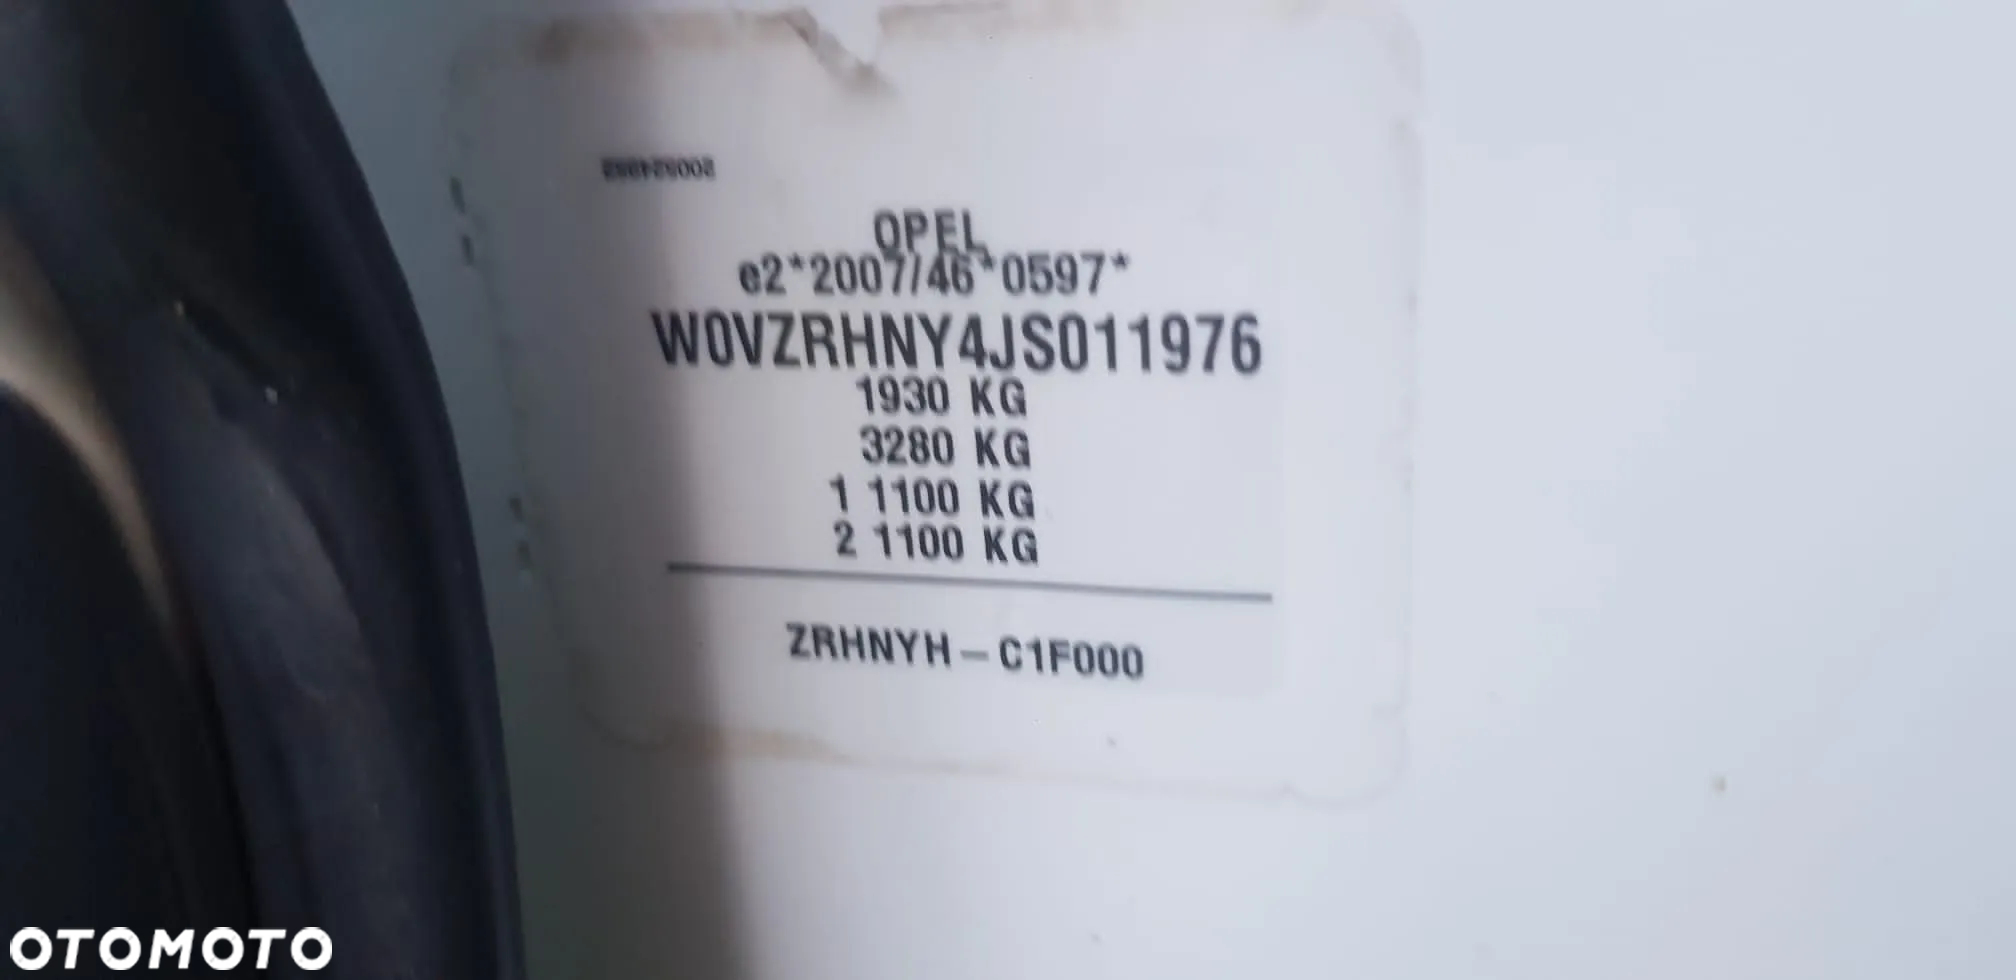 OPEL
e2*2007/46*0597*
W0VZRHNY4JS011976
1930 KG
3280 KG
1 1100 KG
2 1100 KG
ZRHNYH – C1F000
OTOMOTO